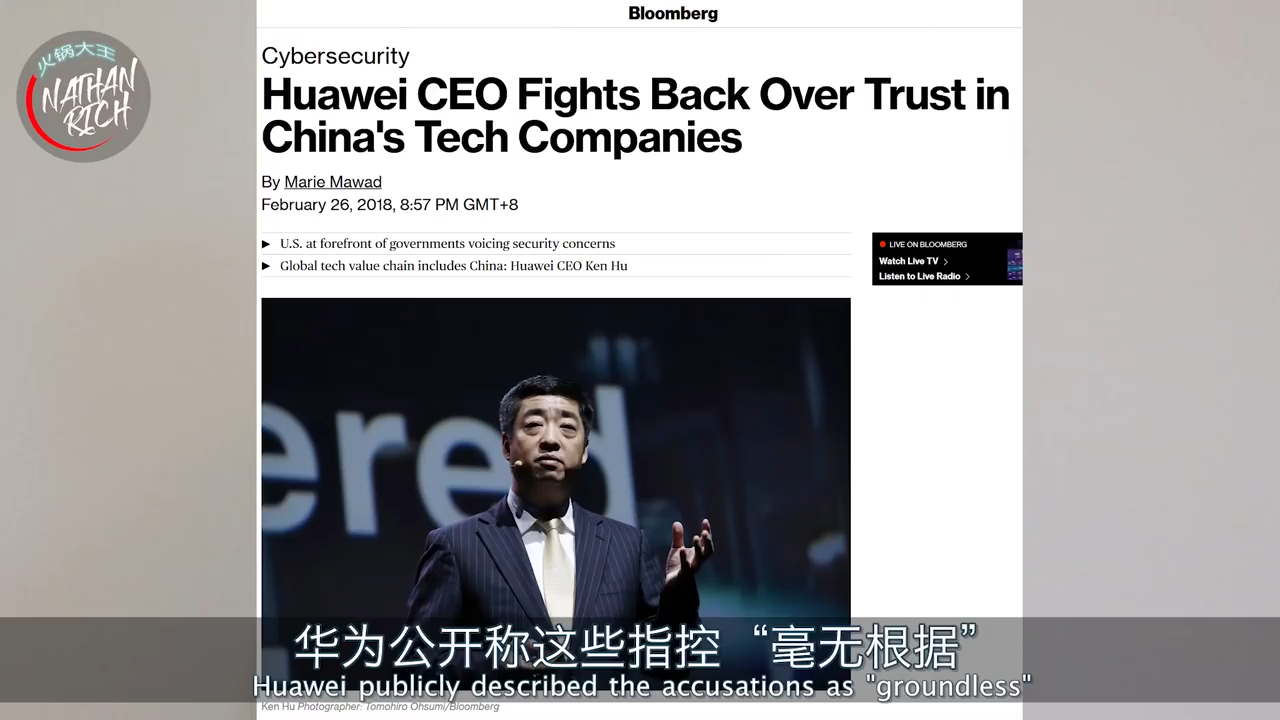 火锅大王
NATHAN
RICH
Bloomberg
Cybersecurity
Huawei CEO Fights Back Over Trust in
China's Tech Companies
By Marie Mawad
February 26, 2018, 8:57 PM GMT+8
▶ U.S. at forefront of governments voicing security concerns
▶ Global tech value chain includes China: Huawei CEO Ken Hu
LIVE ON BLOOMBERG
Watch Live TV >
Listen to Live Radio >
ered
华为公开称这些指控“毫无根据”
Huawei publicly described the accusations as "groundless"
Ken Hu Photographer: Tomohiro Ohsumi/Bloomberg